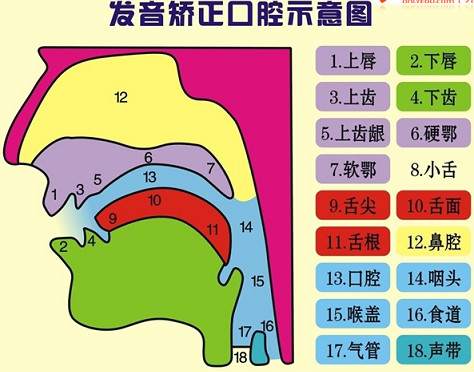 发音矫正口腔示意图
1.上唇 2.下唇
3.上齿 4.下齿
5.上齿龈 6.硬鄂
7.软鄂 8.小舌
9.舌尖 10.舌面
11.舌根 12.鼻腔
13.口腔 14.咽头
15.喉盖 16.食道
17.气管 18.声带
12
6
7
13
5
3
1
10
9
11
14
2
4
15
16
17
18